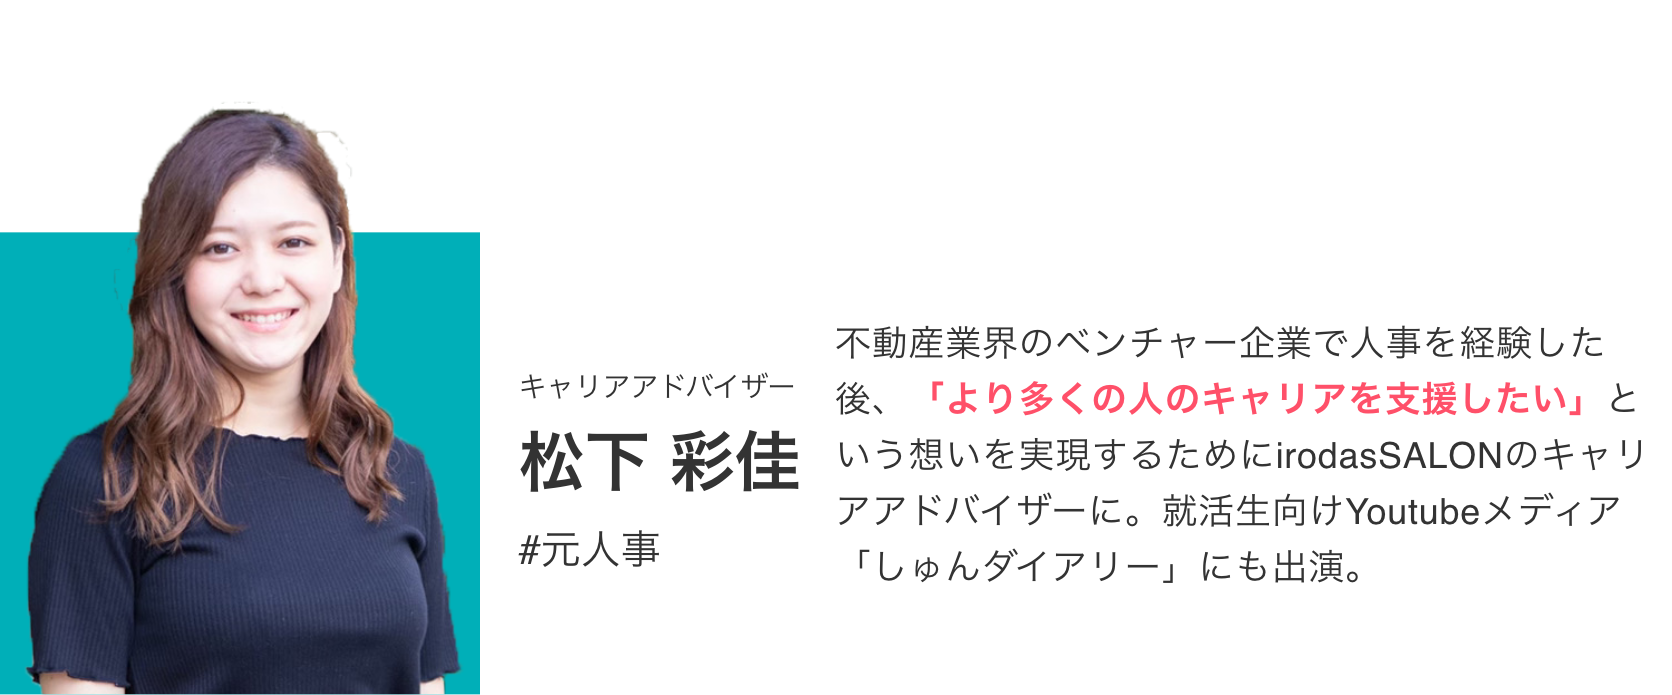 キャリアアドバイザー
松下 彩佳
#元人事
不動産業界のベンチャー企業で人事を経験した
後、「より多くの人のキャリアを支援したい」と
いう想いを実現するためにirodasSALONのキャリ
アアドバイザーに。就活生向けYoutubeメディア
「しゅんダイアリー」にも出演。